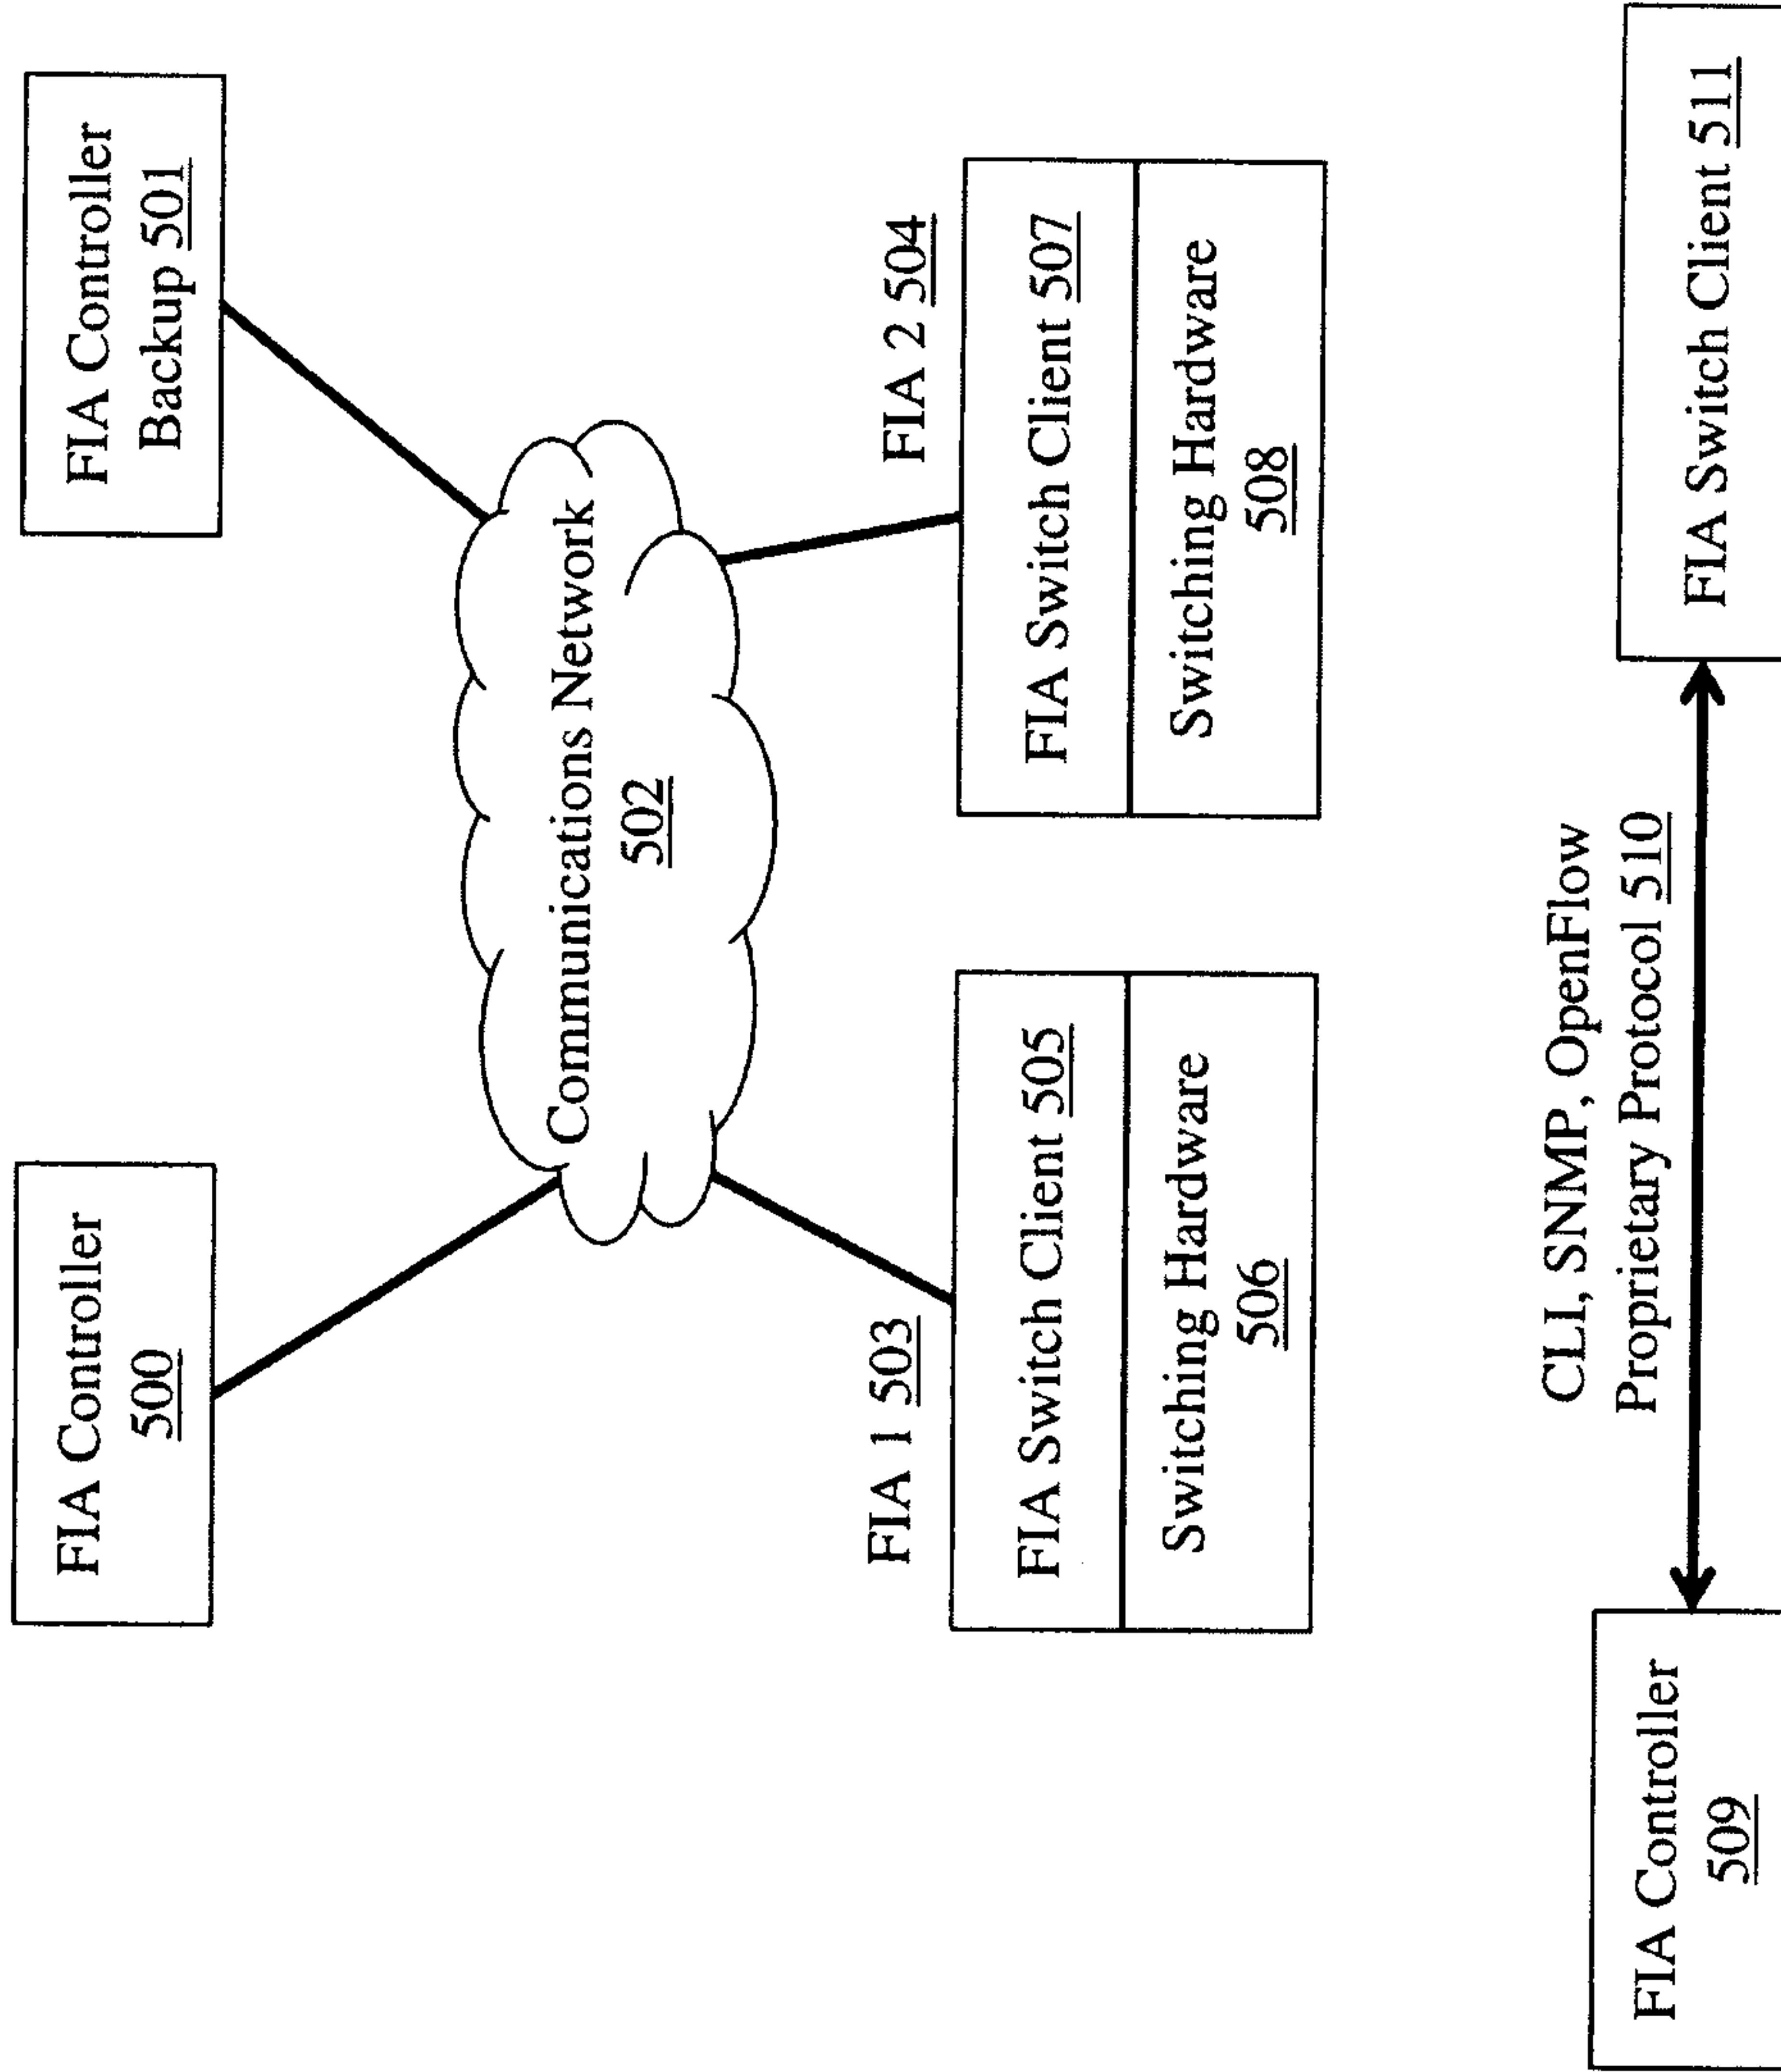 FIA Controller
500
FIA Controller
Backup 501
Communications Network
502
FIA 1 503
FIA Switch Client 505
Switching Hardware
506
FIA 2 504
FIA Switch Client 507
Switching Hardware
508
FIA Controller
509
CLI, SNMP, OpenFlow
Proprietary Protocol 510
FIA Switch Client 511